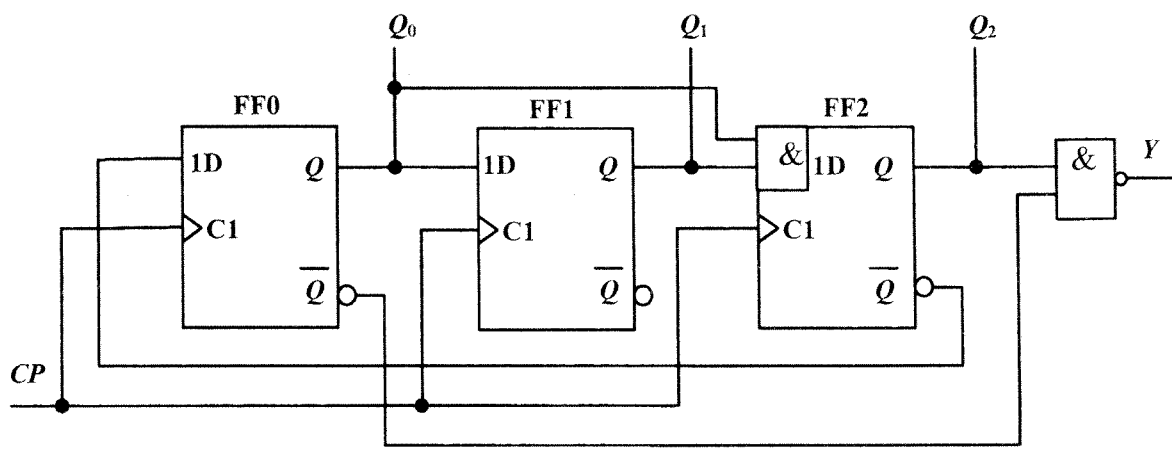 Q₀ Q₁ Q₂
FF0 FF1 FF2
& & Y
1D Q 1D Q 1D Q
C1 C1 C1
Q̅ Q̅ Q̅
CP